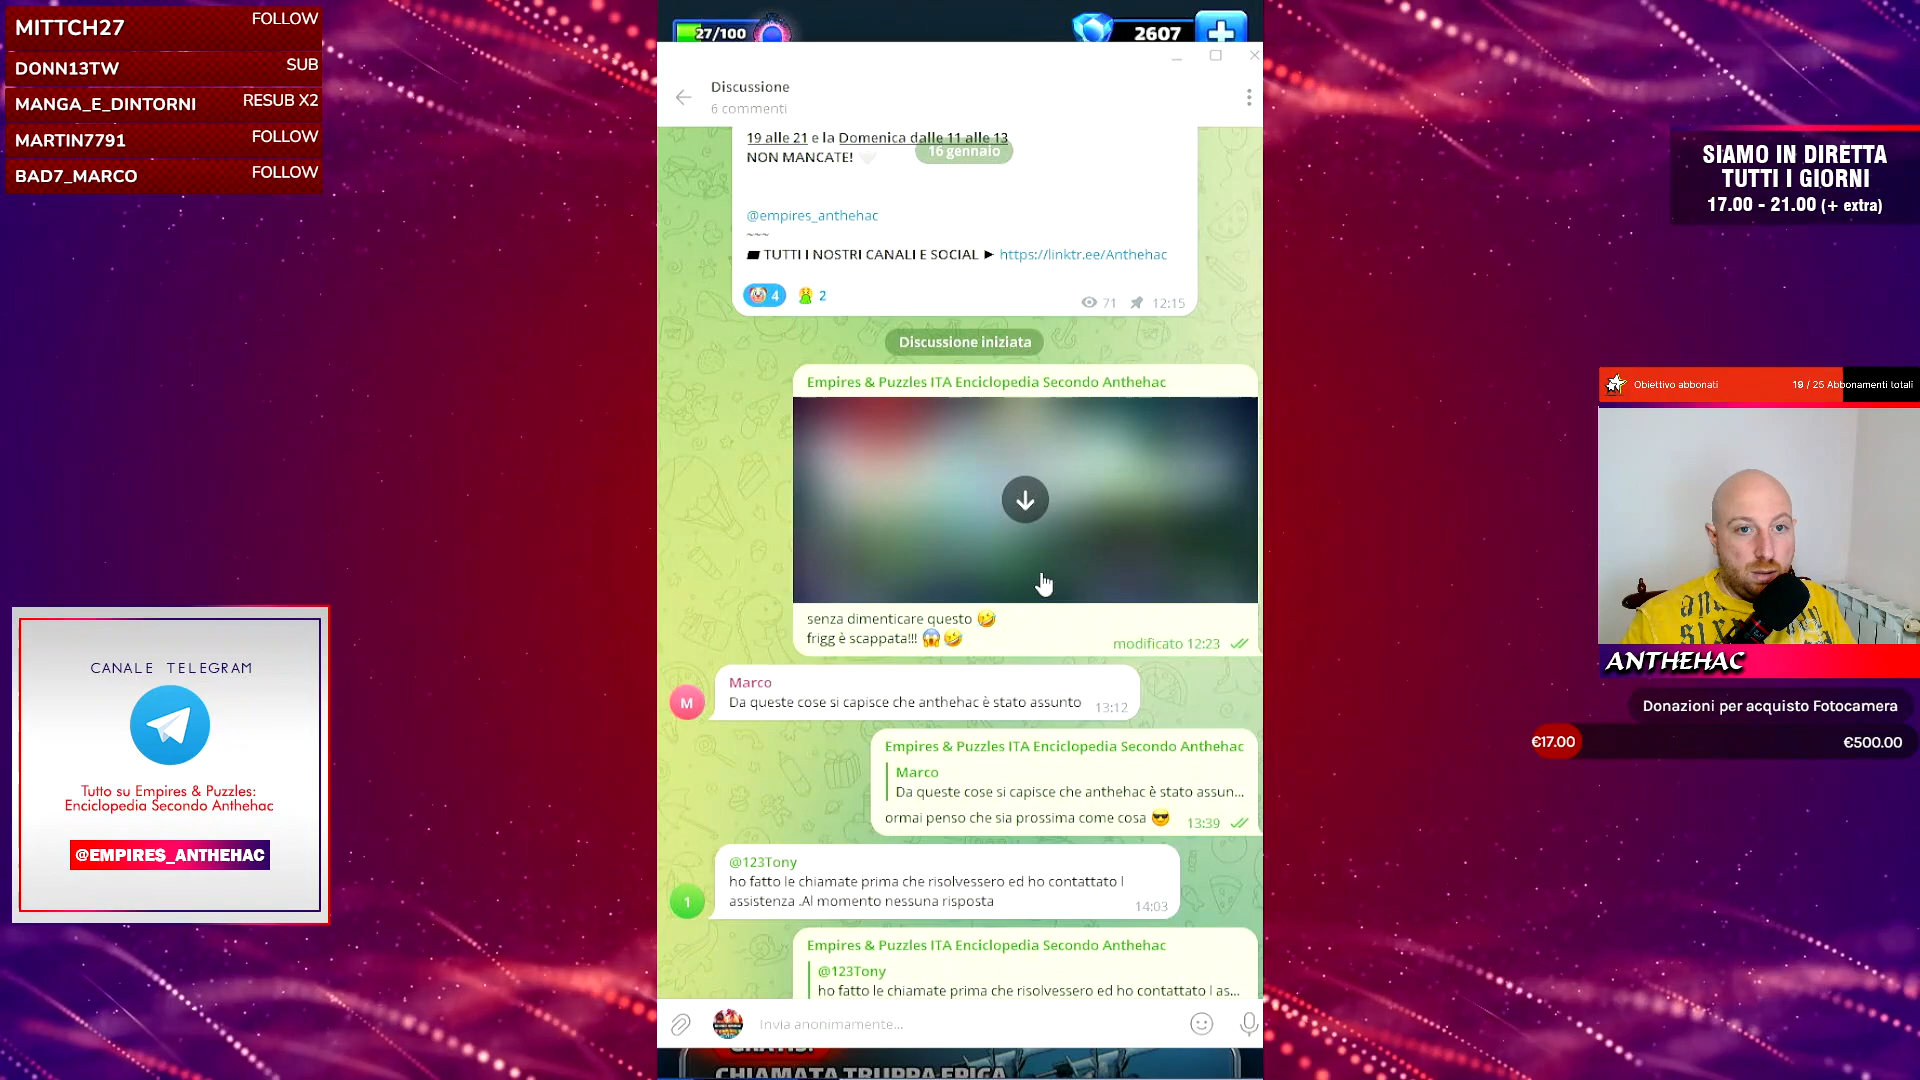 MITTCH27 FOLLOW
DONN13TW SUB
MANGA_E_DINTORNI RESUB X2
MARTIN7791 FOLLOW
BAD7_MARCO FOLLOW
CANALE TELEGRAM
Tutto su Empires & Puzzles:
Enciclopedia Secondo Anthehac
@EMPIRES_ANTHEHAC
27/100
2607
Discussione
6 commenti
19 alle 21 e la Domenica dalle 11 alle 13
NON MANCATE! 🤍
16 gennaio
@empires_anthehac
~~~
TUTTI I NOSTRI CANALI E SOCIAL ► https://linktr.ee/Anthehac
4 2
71 12:15
Discussione iniziata
Empires & Puzzles ITA Enciclopedia Secondo Anthehac
senza dimenticare questo 🤣
frigg è scappata!!! 😱🤣
modificato 12:23
Marco
M
Da queste cose si capisce che anthehac è stato assunto 13:12
Empires & Puzzles ITA Enciclopedia Secondo Anthehac
Marco
Da queste cose si capisce che anthehac è stato assun...
ormai penso che sia prossima come cosa 😎 13:39
@123Tony
ho fatto le chiamate prima che risolvessero ed ho contattato l
assistenza .Al momento nessuna risposta
1
14:03
Empires & Puzzles ITA Enciclopedia Secondo Anthehac
@123Tony
ho fatto le chiamate prima che risolvessero ed ho contattato l as...
Invia anonimamente...
GRATIS!
CHIAMATA TRUPPA EPICA
SIAMO IN DIRETTA
TUTTI I GIORNI
17.00 - 21.00 (+ extra)
Obiettivo abbonati 19 / 25 Abbonamenti totali
ANTHEHAC
Donazioni per acquisto Fotocamera
€17.00 €500.00